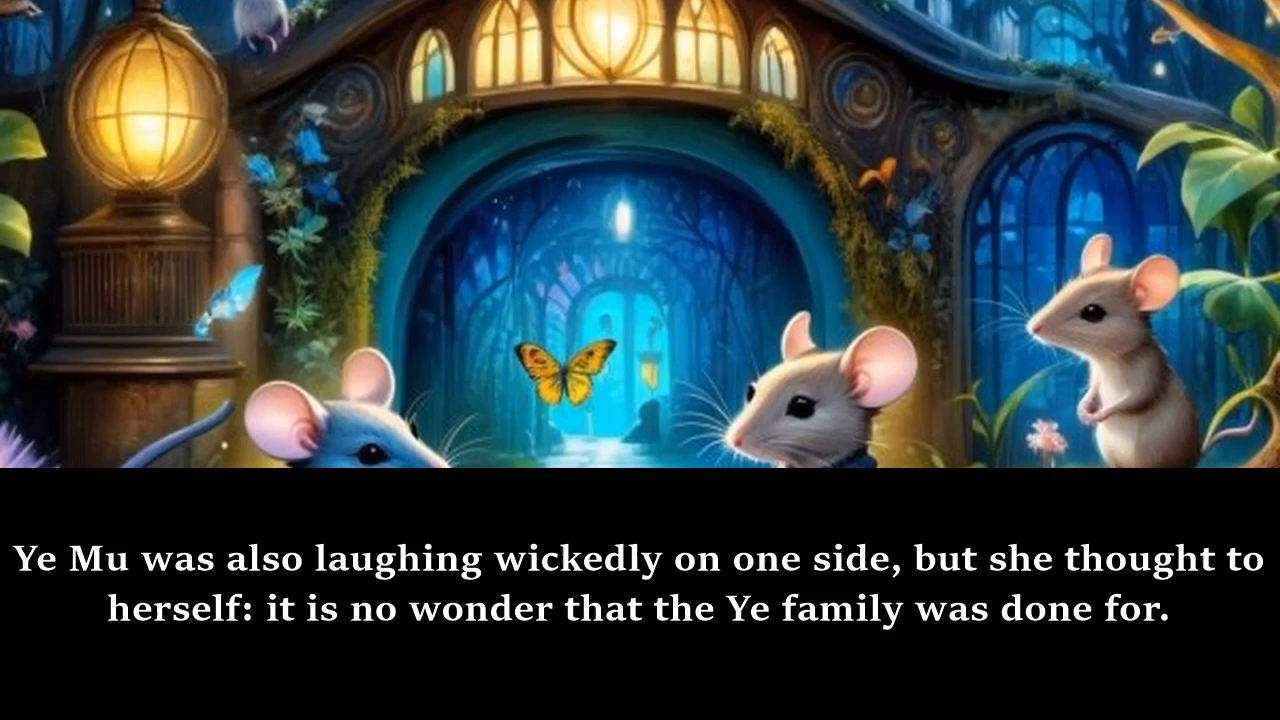 Ye Mu was also laughing wickedly on one side, but she thought to
herself: it is no wonder that the Ye family was done for.